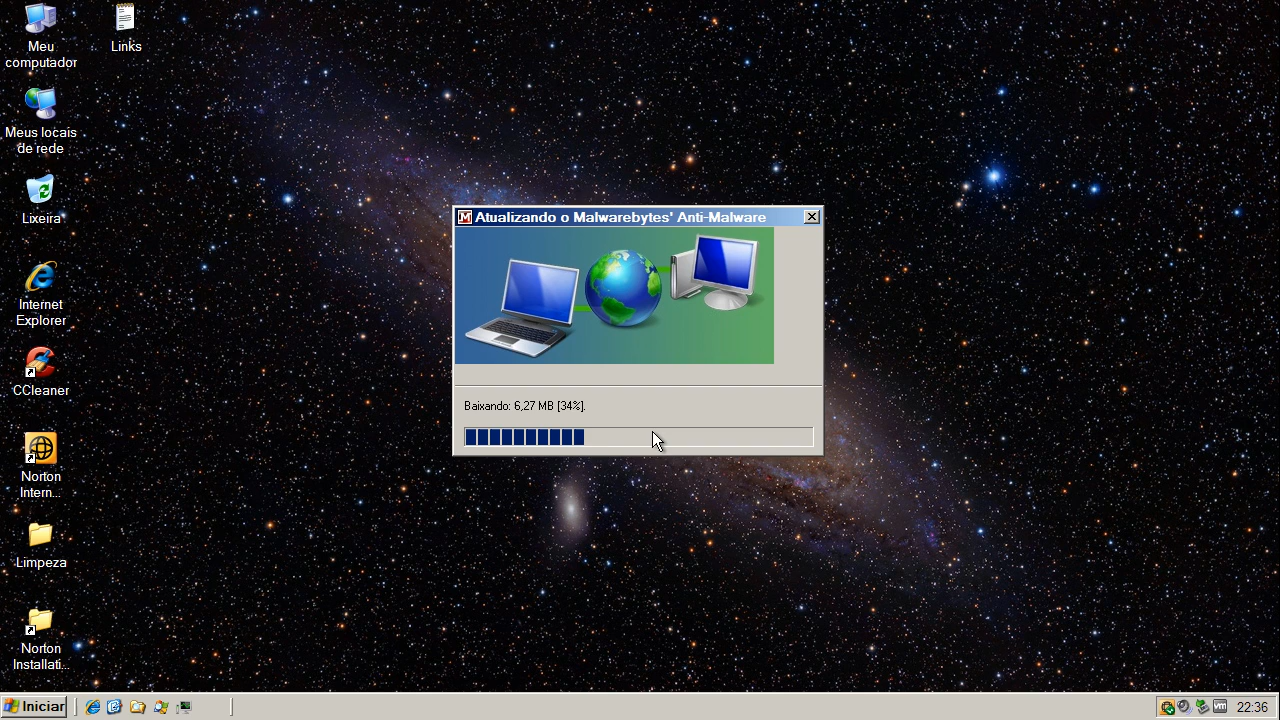 Meu
computador
Links
Meus locais
de rede
Lixeira
Internet
Explorer
CCleaner
Norton
Intern...
Limpeza
Norton
Installati...
Atualizando o Malwarebytes' Anti-Malware
Baixando: 6,27 MB [34%].
Iniciar
vm
22:36